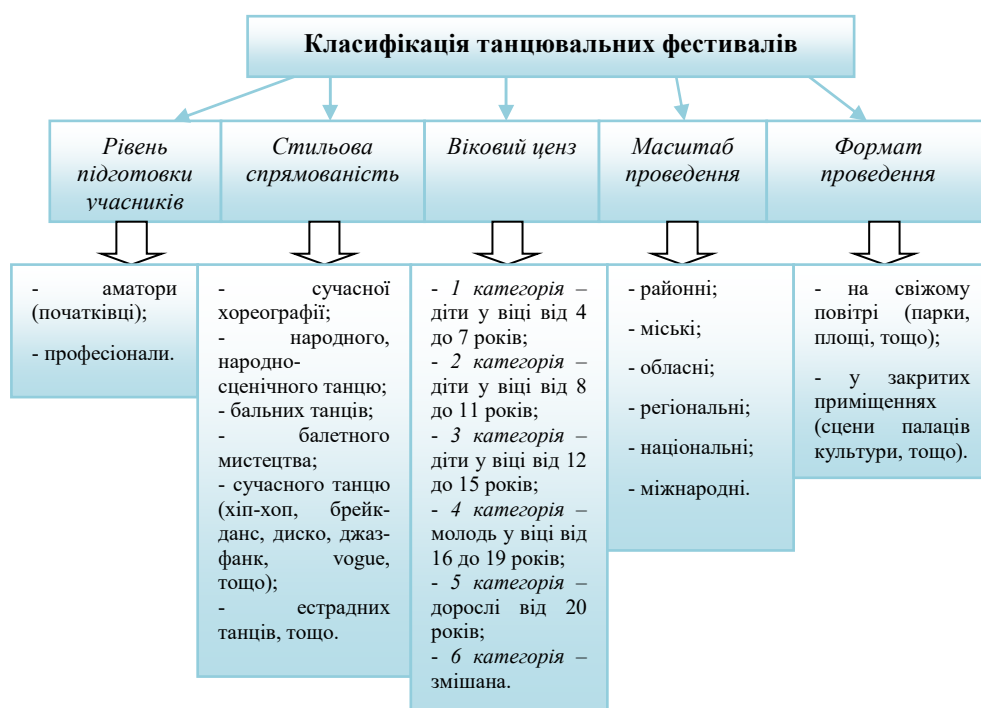 Класифікація танцювальних фестивалів
Рівень
підготовки
учасників
Стильова
спрямованість
Віковий ценз
Масштаб
проведення
Формат
проведення
- аматори
(початківці);
- професіонали.
- сучасної
хореографії;
- народного,
народно-
сценічного танцю;
- бальних танців;
- балетного
мистецтва;
- сучасного танцю
(хіп-хоп, брейк-
данс, диско, джаз-
фанк, vogue,
тощо);
- естрадних
танців, тощо.
- 1 категорія –
діти у віці від 4
до 7 років;
- 2 категорія –
діти у віці від 8
до 11 років;
- 3 категорія –
діти у віці від 12
до 15 років;
- 4 категорія –
молодь у віці від
16 до 19 років;
- 5 категорія –
дорослі від 20
років;
- 6 категорія –
змішана.
- районні;
- міські;
- обласні;
- регіональні;
- національні;
- міжнародні.
- на свіжому
повітрі (парки,
площі, тощо);
- у закритих
приміщеннях
(сцени палаців
культури, тощо).